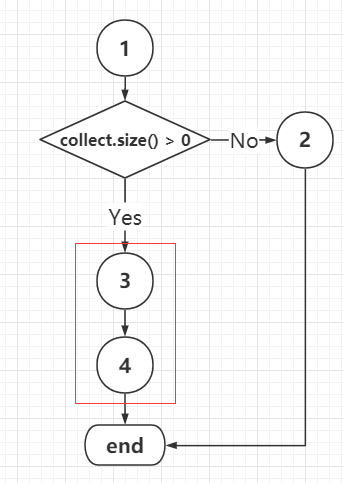 1
collect.size() > 0
No
2
Yes
3
4
end